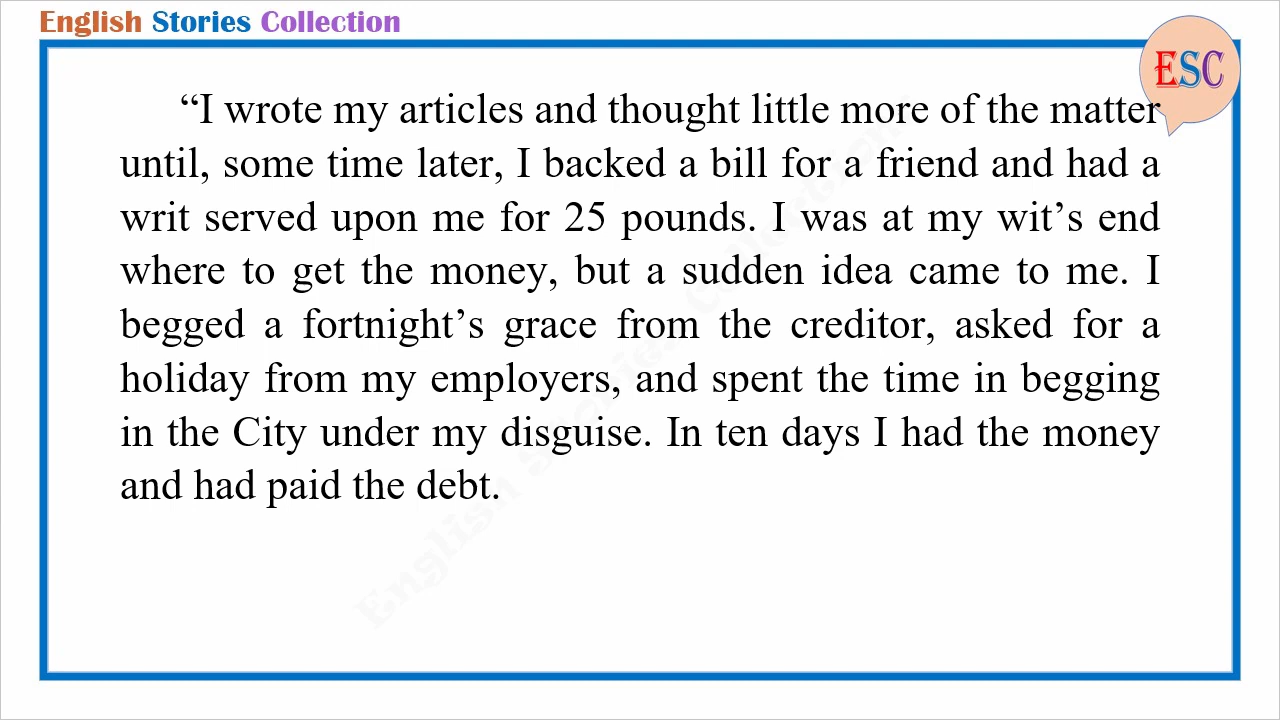 English Stories Collection
ESC
“I wrote my articles and thought little more of the matter
until, some time later, I backed a bill for a friend and had a
writ served upon me for 25 pounds. I was at my wit’s end
where to get the money, but a sudden idea came to me. I
begged a fortnight’s grace from the creditor, asked for a
holiday from my employers, and spent the time in begging
in the City under my disguise. In ten days I had the money
and had paid the debt.
English Stories Collection